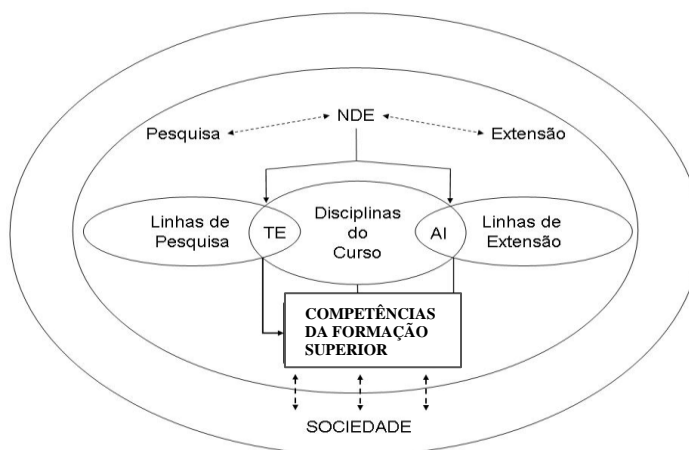 NDE
Pesquisa
Extensão
Linhas de
Pesquisa
TE
Disciplinas
do
Curso
AI
Linhas de
Extensão
COMPETÊNCIAS
DA FORMAÇÃO
SUPERIOR
SOCIEDADE